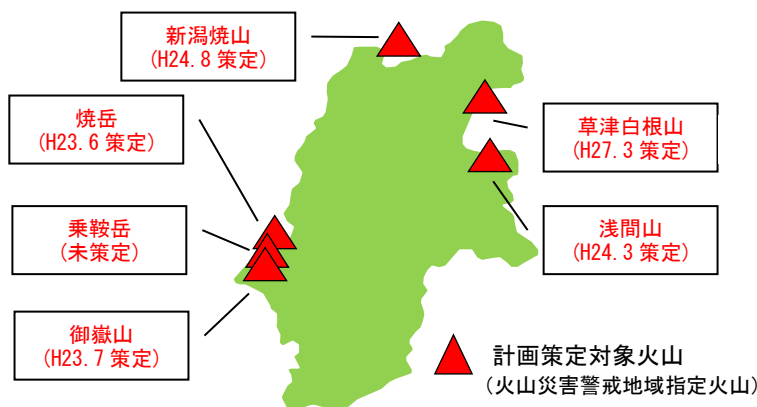 新潟焼山
(H24.8 策定)
焼岳
(H23.6 策定)
草津白根山
(H27.3 策定)
乗鞍岳
(未策定)
浅間山
(H24.3 策定)
御嶽山
(H23.7 策定)
計画策定対象火山
(火山災害警戒地域指定火山)